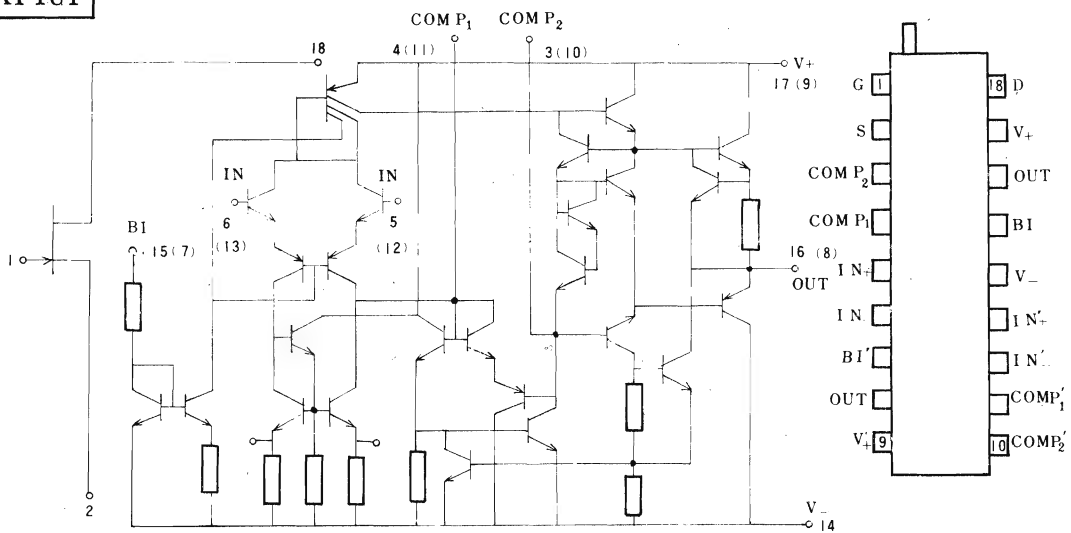 COMP₁ COMP₂
18 4(11) 3(10) V+
17(9)
IN IN
6 5
BI
15(7) (13) (12)
1
16 (8)
OUT
2
V–
14
G 1 18 D
S V+
COMP₂ OUT
COMP₁ BI
IN+ V–
IN- IN'+
BI' IN'-
OUT COMP'₁
V'+ 9 10 COMP'₂